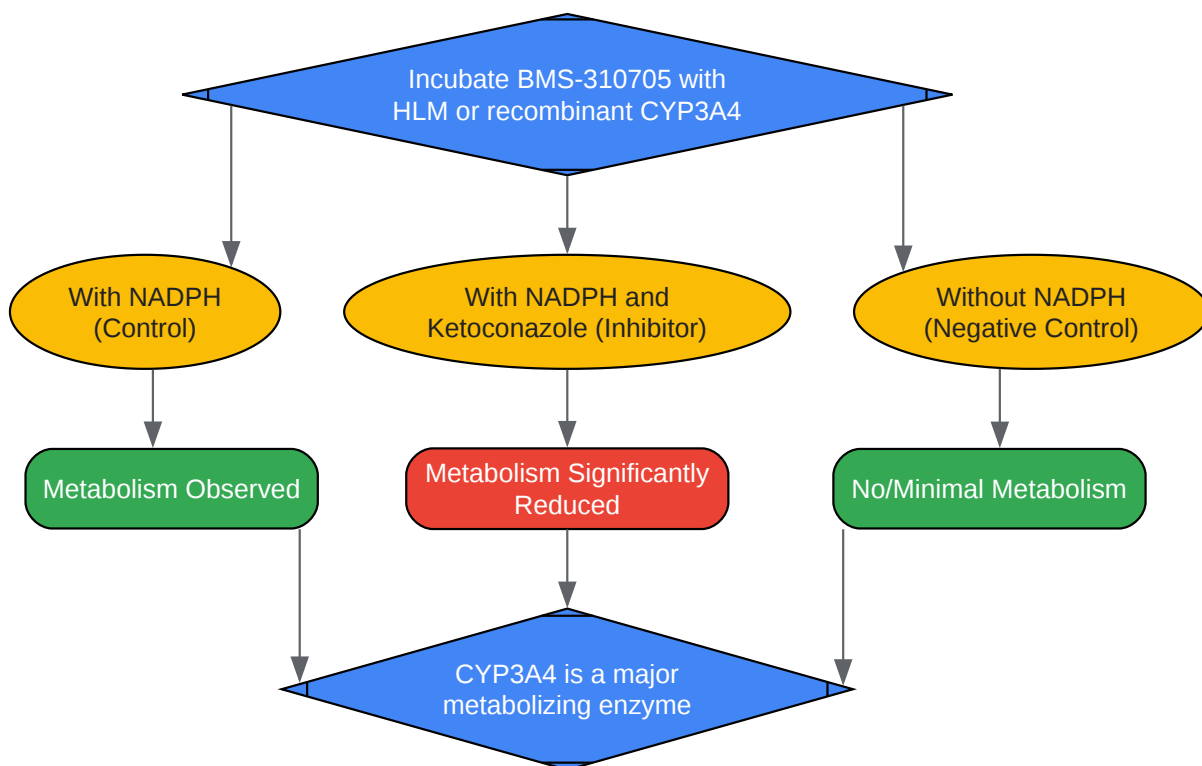 Incubate BMS-310705 with
HLM or recombinant CYP3A4
With NADPH
(Control)
With NADPH and
Ketoconazole (Inhibitor)
Without NADPH
(Negative Control)
Metabolism Observed
Metabolism Significantly
Reduced
No/Minimal Metabolism
CYP3A4 is a major
metabolizing enzyme